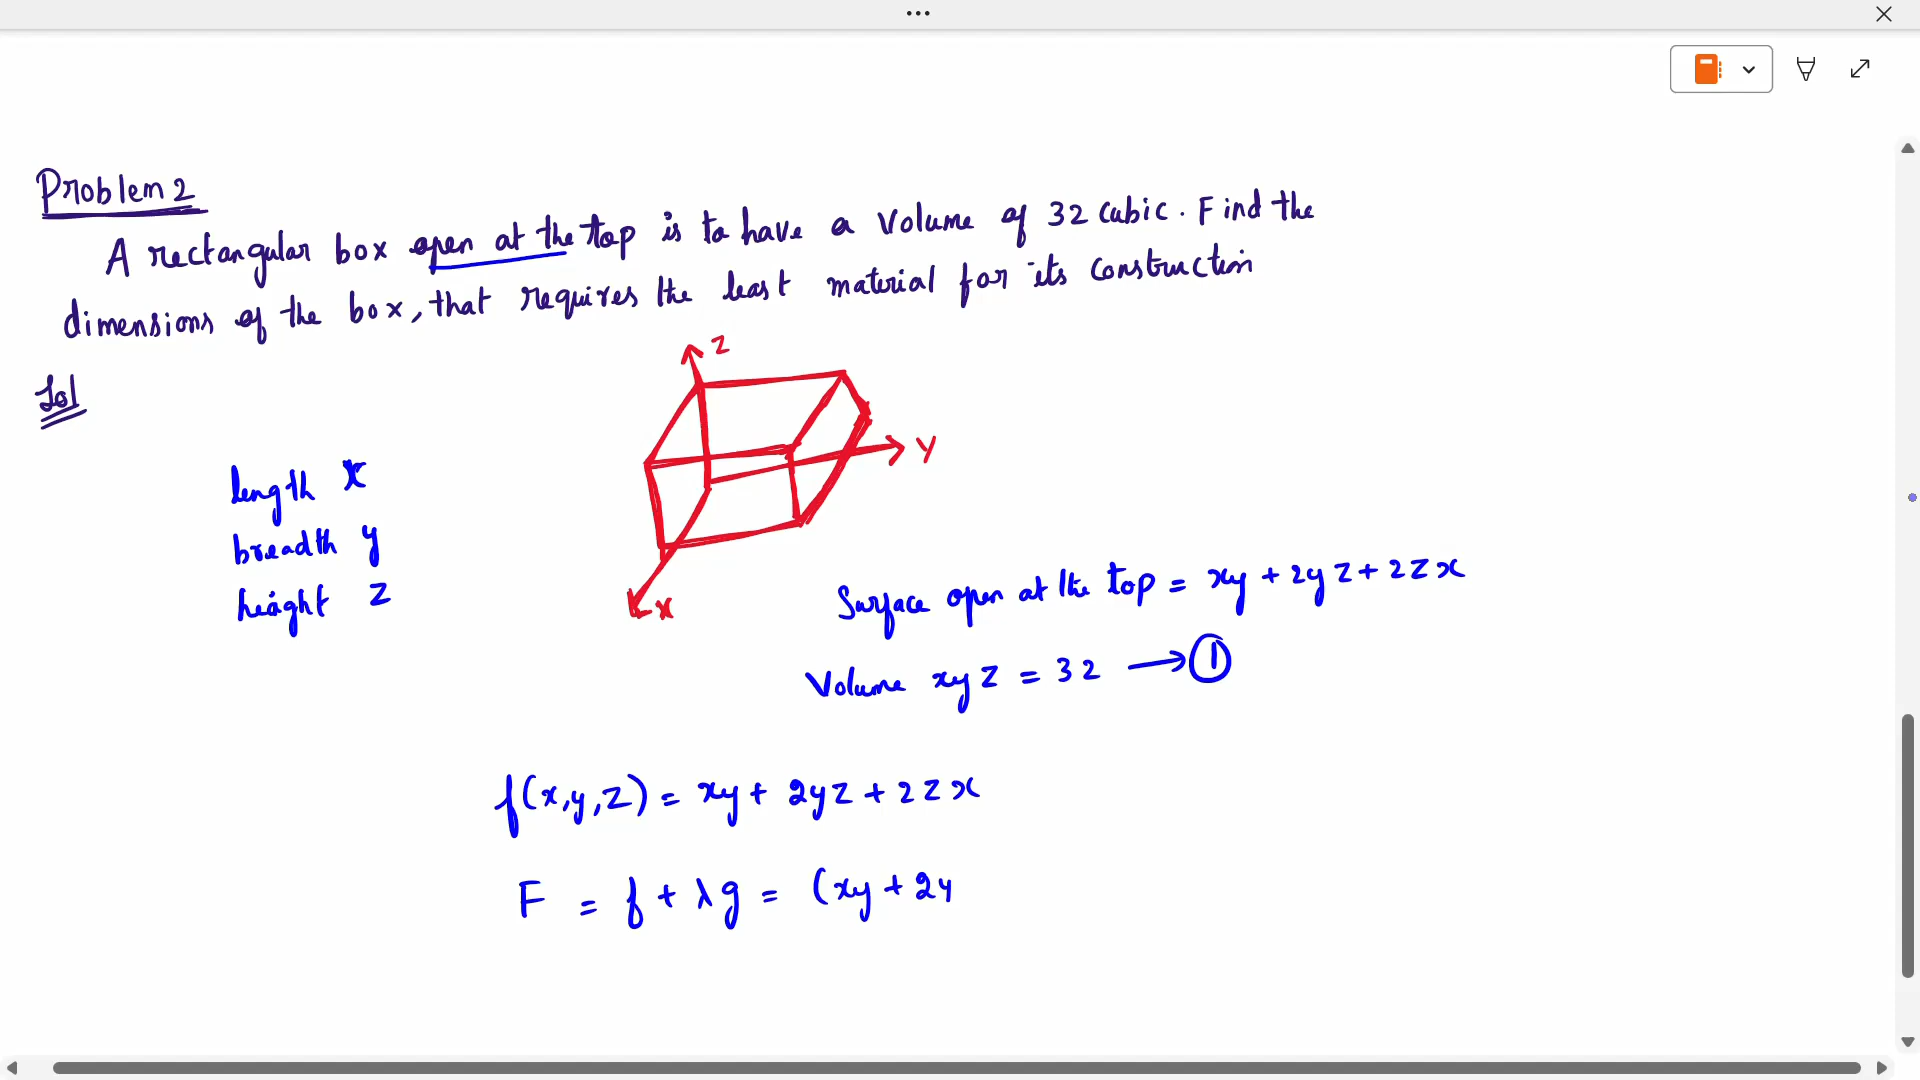 Problem 2
A rectangular box open at the top is to have a volume of 32 cubic. Find the
dimensions of the box, that requires the least material for its construction
Sol
Z
Y
X
length x
breadth y
height z
Surface open at the top = xy + 2yz + 2zx
Volume xyz = 32 → ①
f(x,y,z) = xy + 2yz + 2zx
F = f + λg = (xy + 2y